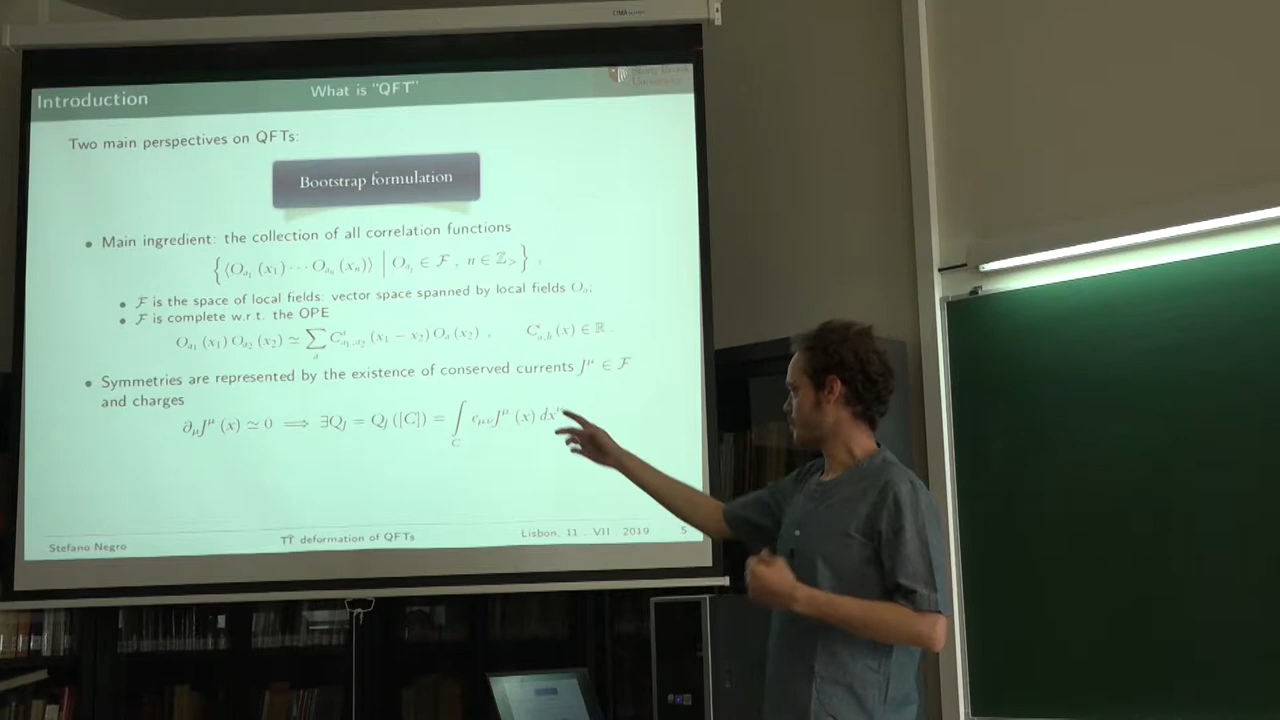 Introduction
What is "QFT"
Stony Brook
University
Two main perspectives on QFTs:
Bootstrap formulation
• Main ingredient: the collection of all correlation functions
{⟨O_{a_1} (x_1) ··· O_{a_n} (x_n)⟩ | O_{a_i} ∈ F , n ∈ Z_>} ,
• F is the space of local fields: vector space spanned by local fields O_a;
• F is complete w.r.t. the OPE
O_{a_1} (x_1) O_{a_2} (x_2) ≃ ∑_a C^a_{a_1,a_2} (x_1 − x_2) O_a (x_2) , C^c_{a,b} (x) ∈ R .
• Symmetries are represented by the existence of conserved currents J^μ ∈ F
and charges
∂_μ J^μ (x) ≃ 0 ⟹ ∃Q_J = Q_J ([C]) = ∫_C ε_{μν} J^μ (x) dx^ν
Stefano Negro
TT̄ deformation of QFTs
Lisbon, 11 . VII . 2019
5